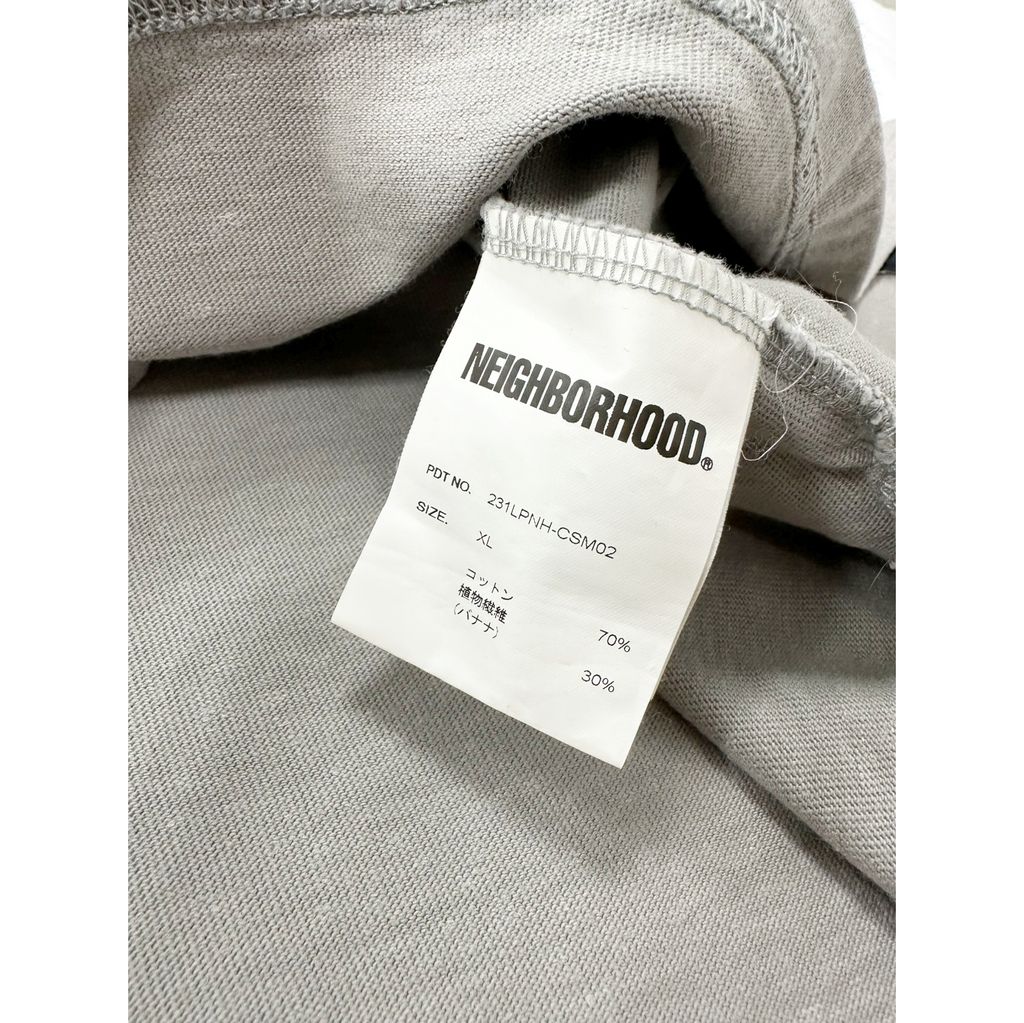 NEIGHBORHOOD®
PDT NO. 231LPNH-CSM02
SIZE. XL
コットン 70%
植物繊維
(バナナ) 30%